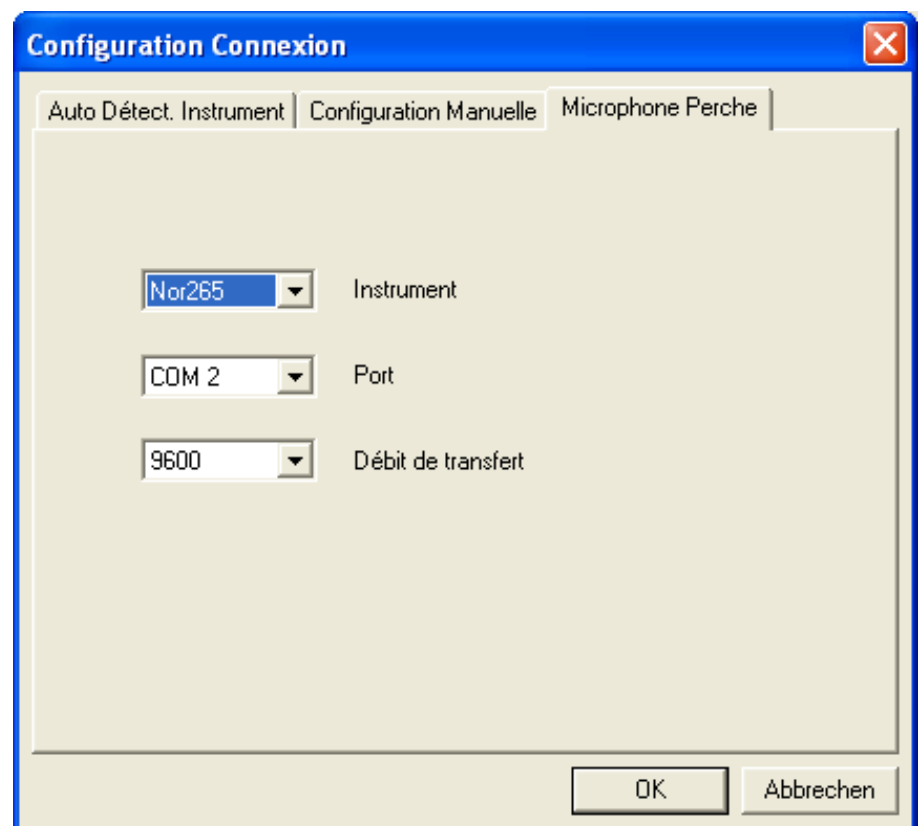 Configuration Connexion
Auto Détect. Instrument
Configuration Manuelle
Microphone Perche
Nor265
Instrument
COM 2
Port
9600
Débit de transfert
OK
Abbrechen